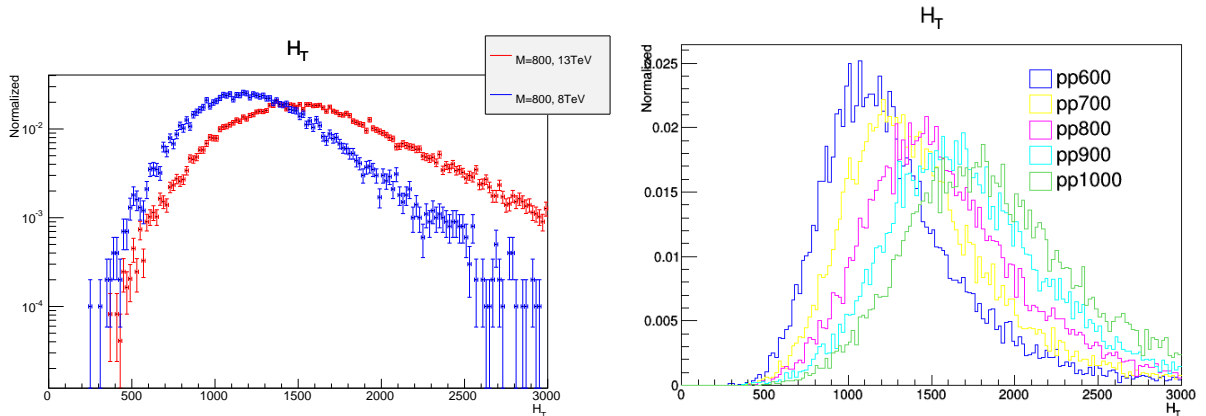 H_T
Normalized
M=800, 13TeV
M=800, 8TeV
10^-2
10^-3
10^-4
0 500 1000 1500 2000 2500 3000
H_T
H_T
Normalized
0.025
0.02
0.015
0.01
0.005
0
pp600
pp700
pp800
pp900
pp1000
500 1000 1500 2000 2500 3000
H_T